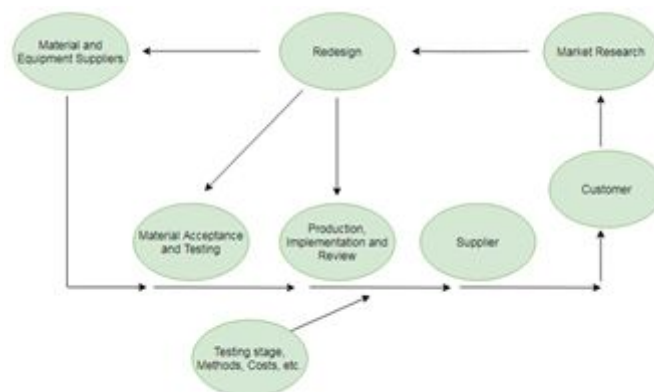 Material and
Equipment Suppliers
Redesign
Market Research
Customer
Material Acceptance
and Testing
Production,
Implementation and
Review
Supplier
Testing stage,
Methods, Costs, etc.